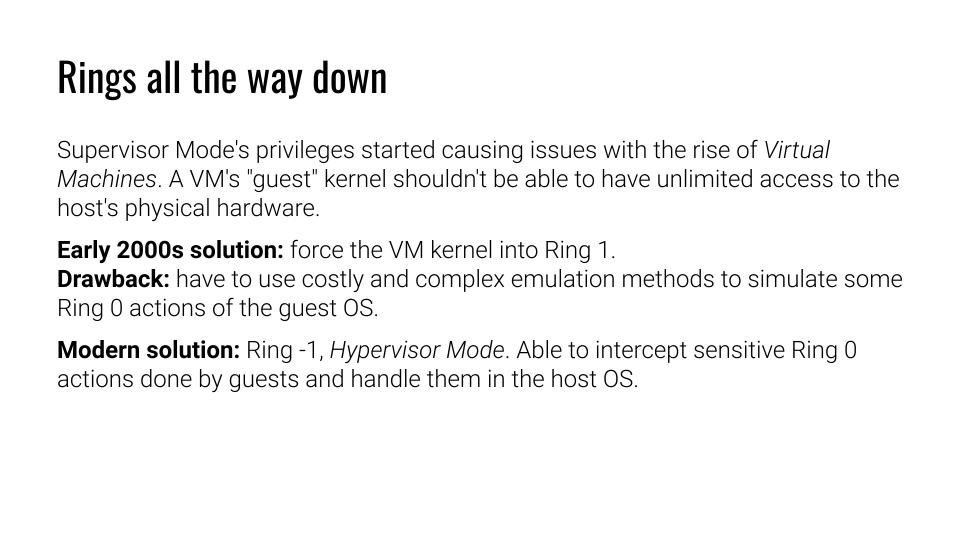 Rings all the way down
Supervisor Mode's privileges started causing issues with the rise of Virtual
Machines. A VM's "guest" kernel shouldn't be able to have unlimited access to the
host's physical hardware.
Early 2000s solution: force the VM kernel into Ring 1.
Drawback: have to use costly and complex emulation methods to simulate some
Ring 0 actions of the guest OS.
Modern solution: Ring -1, Hypervisor Mode. Able to intercept sensitive Ring 0
actions done by guests and handle them in the host OS.